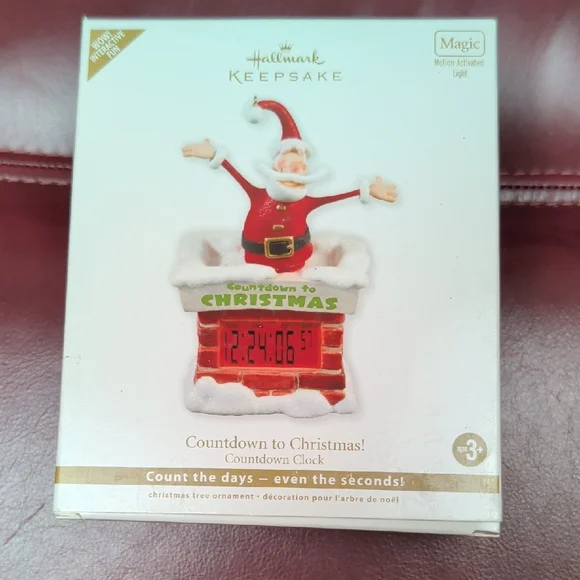 WOW!
INTERACTIVE
FUN
Hallmark
KEEPSAKE
Magic
Motion Activated
Light
Countdown to
CHRISTMAS
12:24:06 57
Countdown to Christmas!
Countdown Clock
Count the days – even the seconds!
christmas tree ornament - décoration pour l'arbre de noël
ages 3+